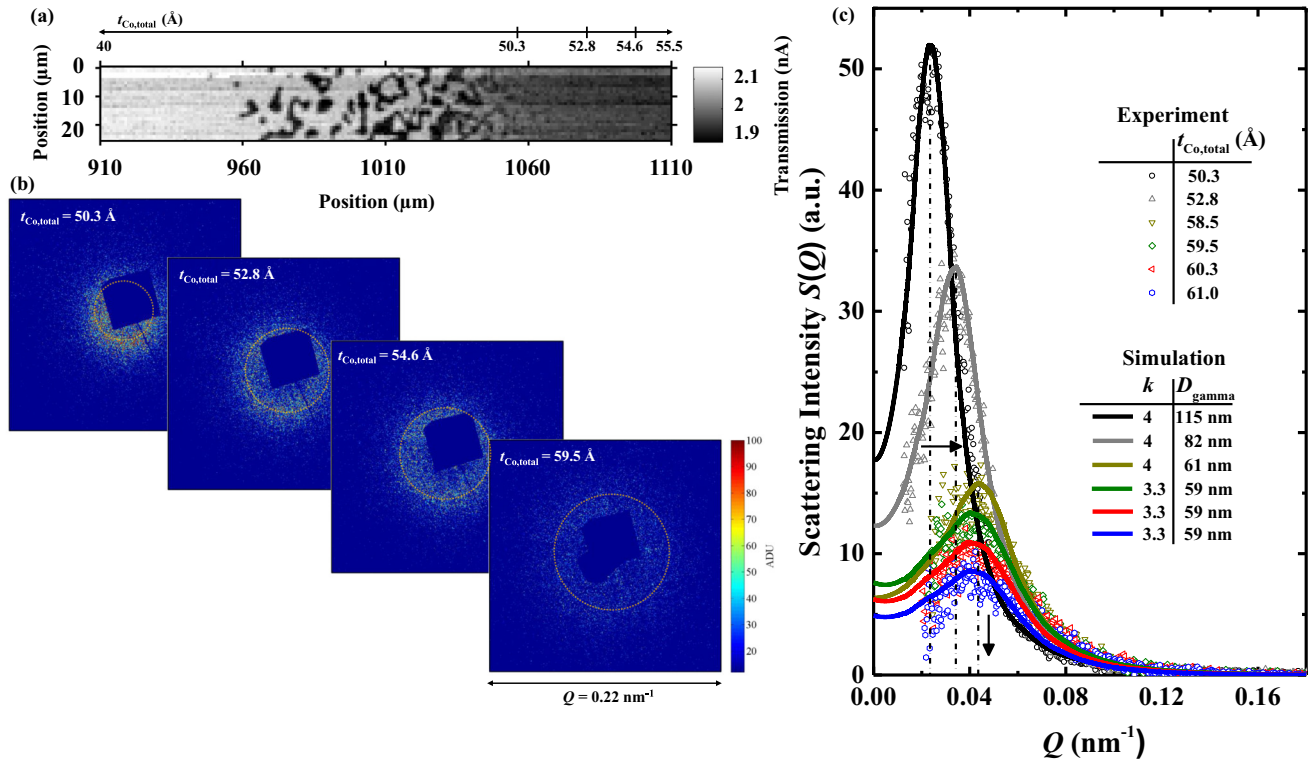 (a)
t_Co,total (Å)
40 50.3 52.8 54.6 55.5
Position (µm)
0
10
20
910 960 1010 1060 1110
Position (µm)
2.1
2
1.9
Transmission (nA)
(b)
t_Co,total = 50.3 Å
t_Co,total = 52.8 Å
t_Co,total = 54.6 Å
t_Co,total = 59.5 Å
100
90
80
70
60
50
40
30
20
ADU
Q = 0.22 nm⁻¹
(c)
Scattering Intensity S(Q) (a.u.)
50
40
30
20
10
0
0.00 0.04 0.08 0.12 0.16
Q (nm⁻¹)
Experiment
t_Co,total (Å)
50.3
52.8
58.5
59.5
60.3
61.0
Simulation
k D_gamma
4 115 nm
4 82 nm
4 61 nm
3.3 59 nm
3.3 59 nm
3.3 59 nm